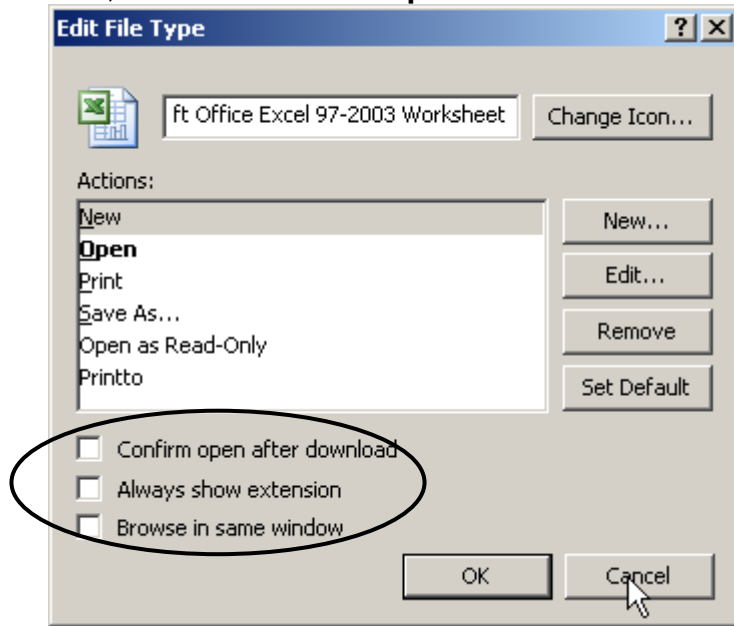 Edit File Type
ft Office Excel 97-2003 Worksheet
Change Icon...
Actions:
New
Open
Print
Save As...
Open as Read-Only
Printto
New...
Edit...
Remove
Set Default
Confirm open after download
Always show extension
Browse in same window
OK
Cancel